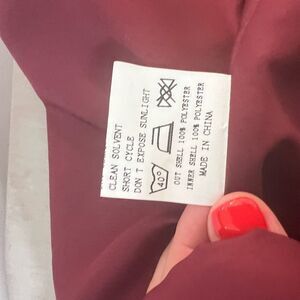 CLEAN SOLVENT
SHORT CYCLE
DON T EXPOSE SUNLIGHT
40°
OUT SHELL 100% POLYESTER
INNER SHELL 100% POLYESTER
MADE IN CHINA